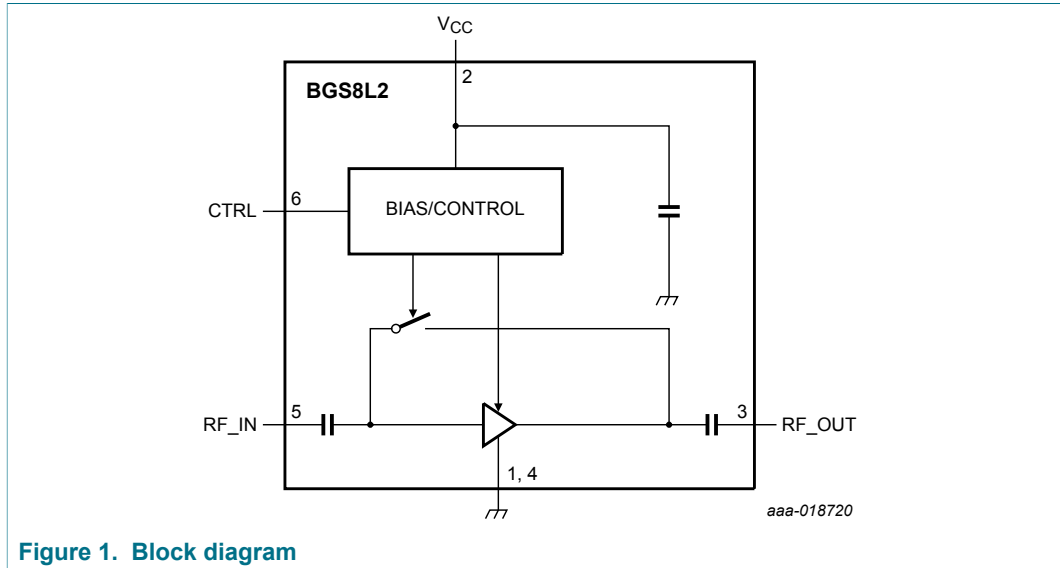 VCC
2
BGS8L2
6
CTRL
BIAS/CONTROL
5
RF_IN
3
RF_OUT
1, 4
aaa-018720
Figure 1. Block diagram